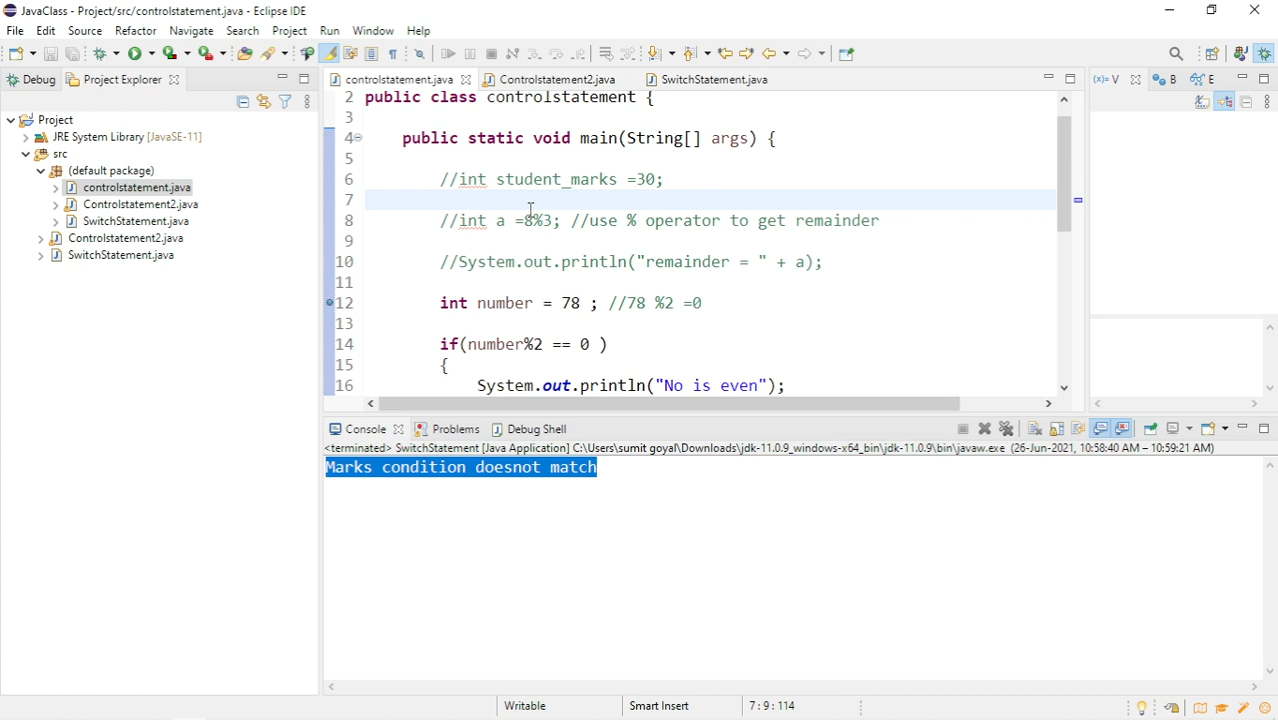 JavaClass - Project/src/controlstatement.java - Eclipse IDE
File Edit Source Refactor Navigate Search Project Run Window Help
Debug Project Explorer
controlstatement.java Controlstatement2.java SwitchStatement.java
(x)= V B E
Project
JRE System Library [JavaSE-11]
src
(default package)
controlstatement.java
Controlstatement2.java
SwitchStatement.java
Controlstatement2.java
SwitchStatement.java
2 public class controlstatement {
3
4 public static void main(String[] args) {
5
6 //int student_marks =30;
7
8 //int a =8%3; //use % operator to get remainder
9
10 //System.out.println("remainder = " + a);
11
12 int number = 78 ; //78 %2 =0
13
14 if(number%2 == 0 )
15 {
16 System.out.println("No is even");
Console Problems Debug Shell
<terminated> SwitchStatement [Java Application] C:\Users\sumit goyal\Downloads\jdk-11.0.9_windows-x64_bin\jdk-11.0.9\bin\javaw.exe (26-Jun-2021, 10:58:40 AM – 10:59:21 AM)
Marks condition doesnot match
Writable Smart Insert 7 : 9 : 114